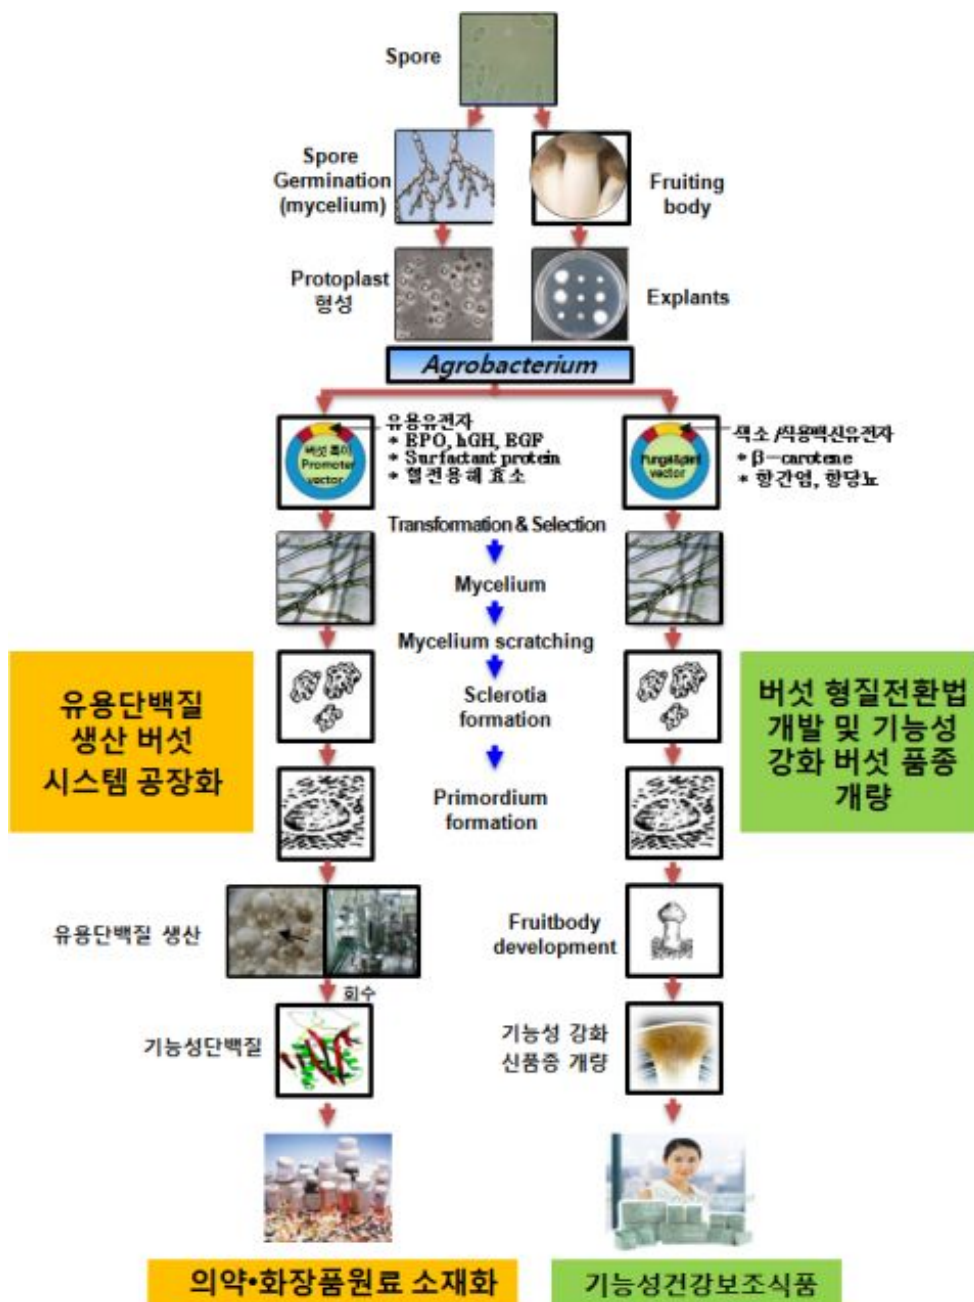 Spore
Spore
Germination
(mycelium)
Fruiting
body
Protoplast
형성
Explants
Agrobacterium
유용유전자
* EPO, hGH, EGF
* Surfactant protein
* 혈전용해 효소
버섯 특이
Promoter
vector
색소/식용백신유전자
* β-carotene
* 항간염, 항당뇨
vector
Transformation & Selection
Mycelium
Mycelium scratching
Sclerotia
formation
Primordium
formation
유용단백질
생산 버섯
시스템 공장화
버섯 형질전환법
개발 및 기능성
강화 버섯 품종
개량
유용단백질 생산
Fruitbody
development
회수
기능성단백질
기능성 강화
신품종 개량
의약•화장품원료 소재화
기능성건강보조식품